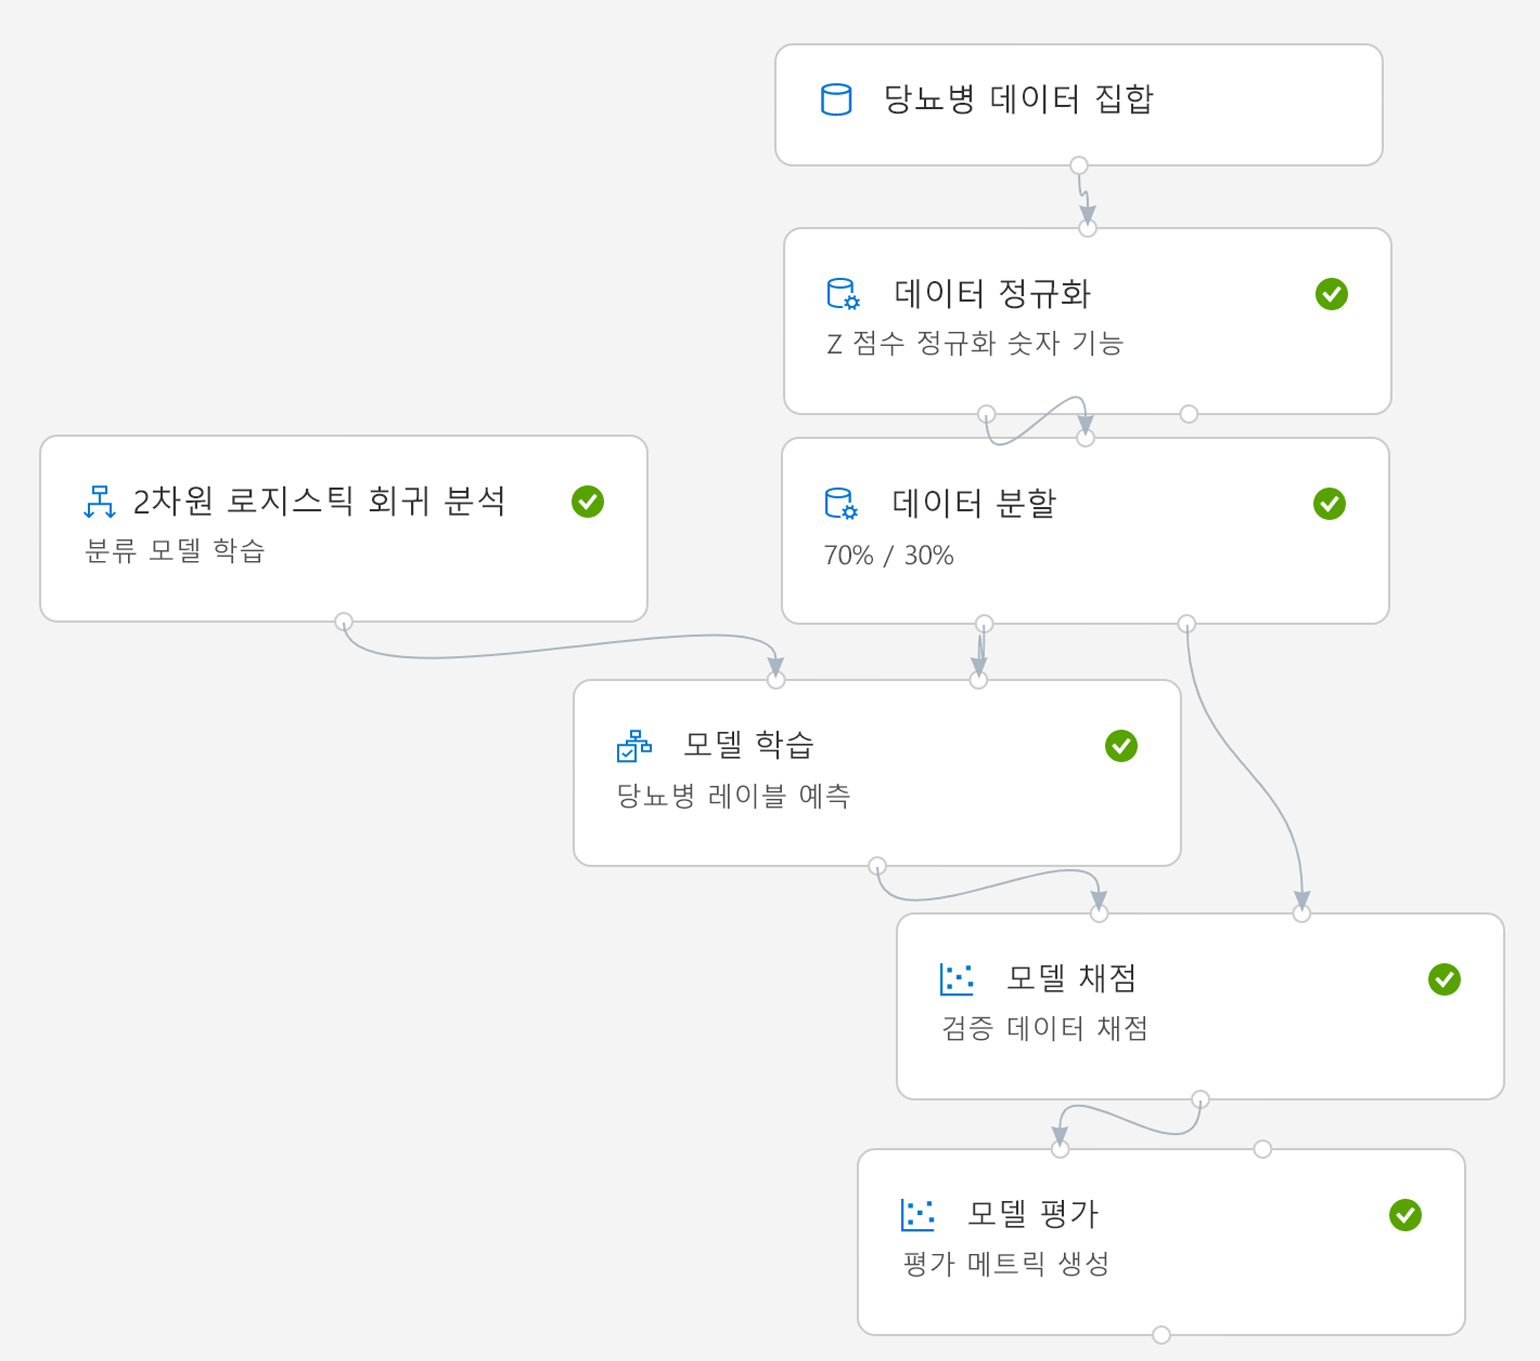 당뇨병 데이터 집합
데이터 정규화
Z 점수 정규화 숫자 기능
2차원 로지스틱 회귀 분석
분류 모델 학습
데이터 분할
70% / 30%
모델 학습
당뇨병 레이블 예측
모델 채점
검증 데이터 채점
모델 평가
평가 메트릭 생성